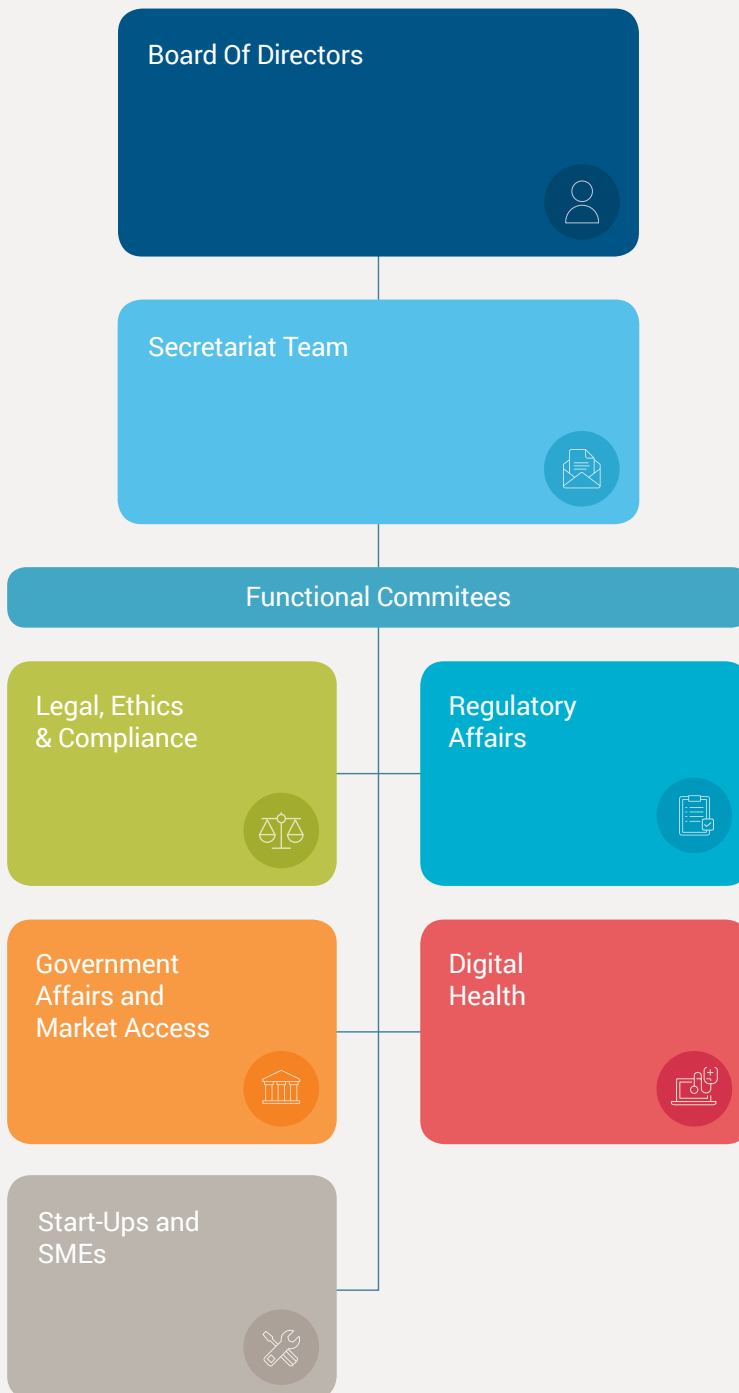 Board Of Directors
Secretariat Team
Functional Commitees
Legal, Ethics
& Compliance
Regulatory
Affairs
Government
Affairs and
Market Access
Digital
Health
Start-Ups and
SMEs